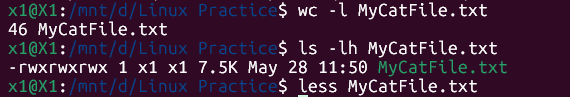 x1@X1:/mnt/d/Linux Practice$ wc -l MyCatFile.txt
46 MyCatFile.txt
x1@X1:/mnt/d/Linux Practice$ ls -lh MyCatFile.txt
-rwxrwxrwx 1 x1 x1 7.5K May 28 11:50 MyCatFile.txt
x1@X1:/mnt/d/Linux Practice$ less MyCatFile.txt